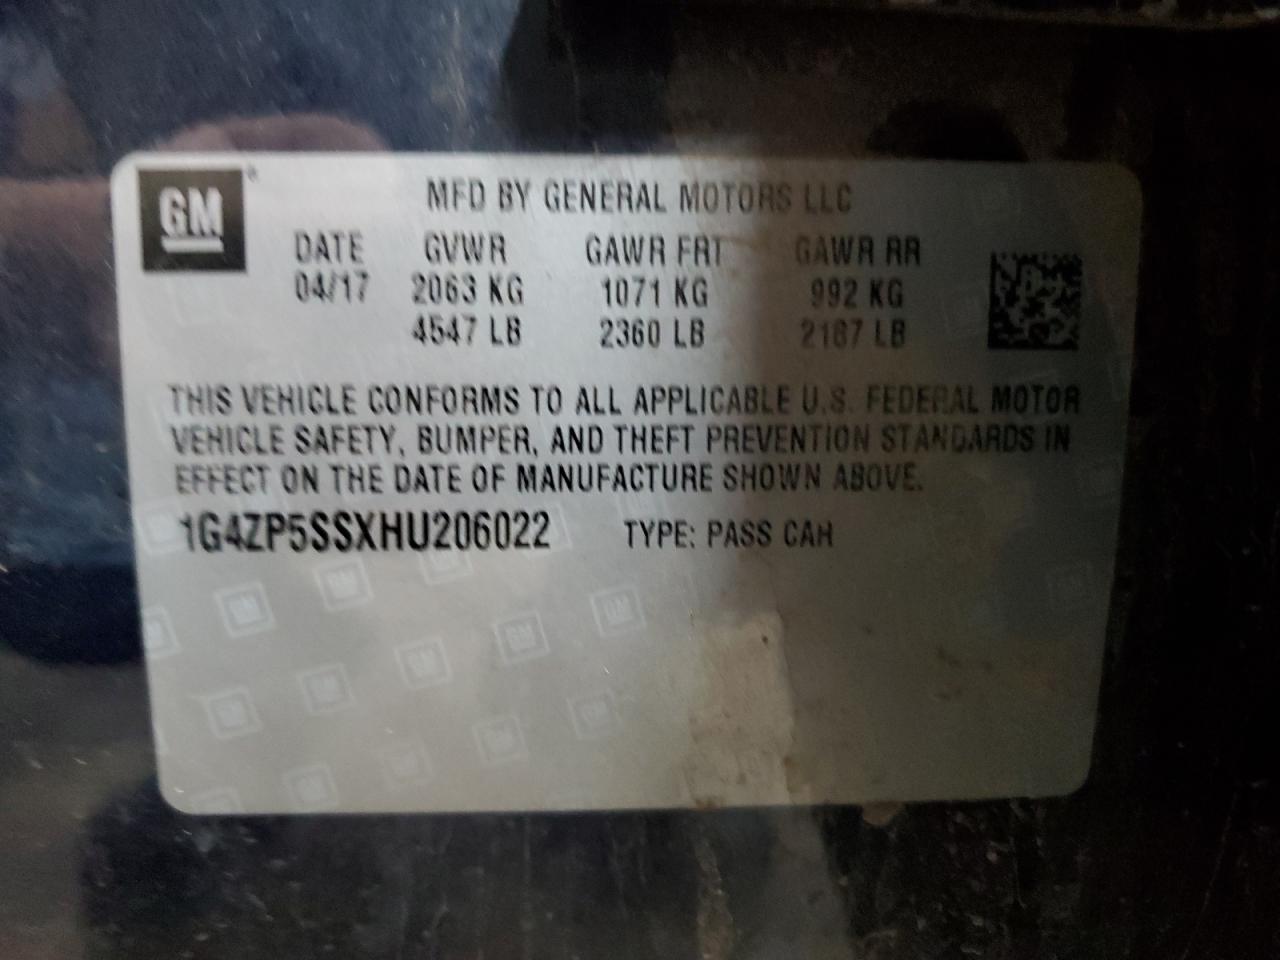 GM
MFD BY GENERAL MOTORS LLC
DATE GVWR GAWR FRT GAWR RR
04/17 2063 KG 1071 KG 992 KG
4547 LB 2360 LB 2187 LB
THIS VEHICLE CONFORMS TO ALL APPLICABLE U.S. FEDERAL MOTOR
VEHICLE SAFETY, BUMPER, AND THEFT PREVENTION STANDARDS IN
EFFECT ON THE DATE OF MANUFACTURE SHOWN ABOVE.
1G4ZP5SSXHU206022 TYPE: PASS CAR